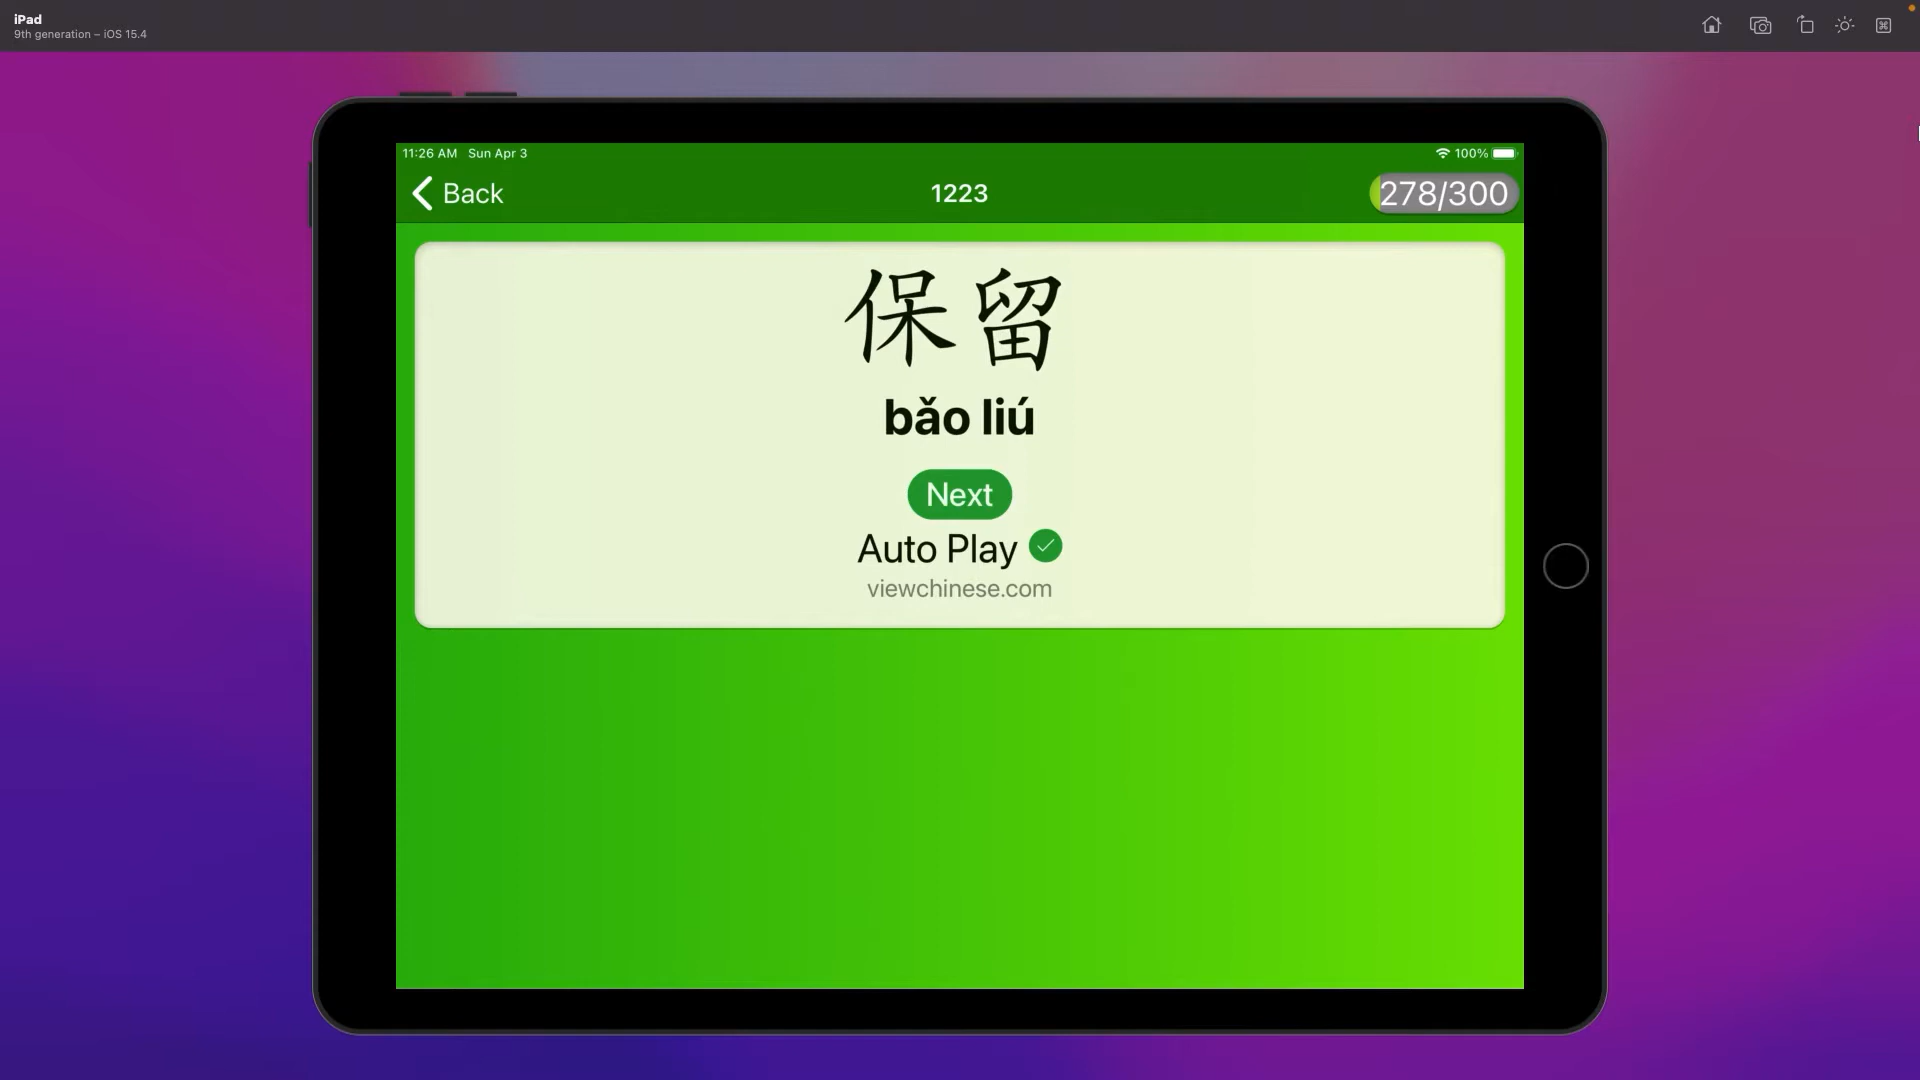 iPad
9th generation – iOS 15.4
11:26 AM Sun Apr 3
100%
Back
1223
278/300
保留
bǎo liú
Next
Auto Play
viewchinese.com